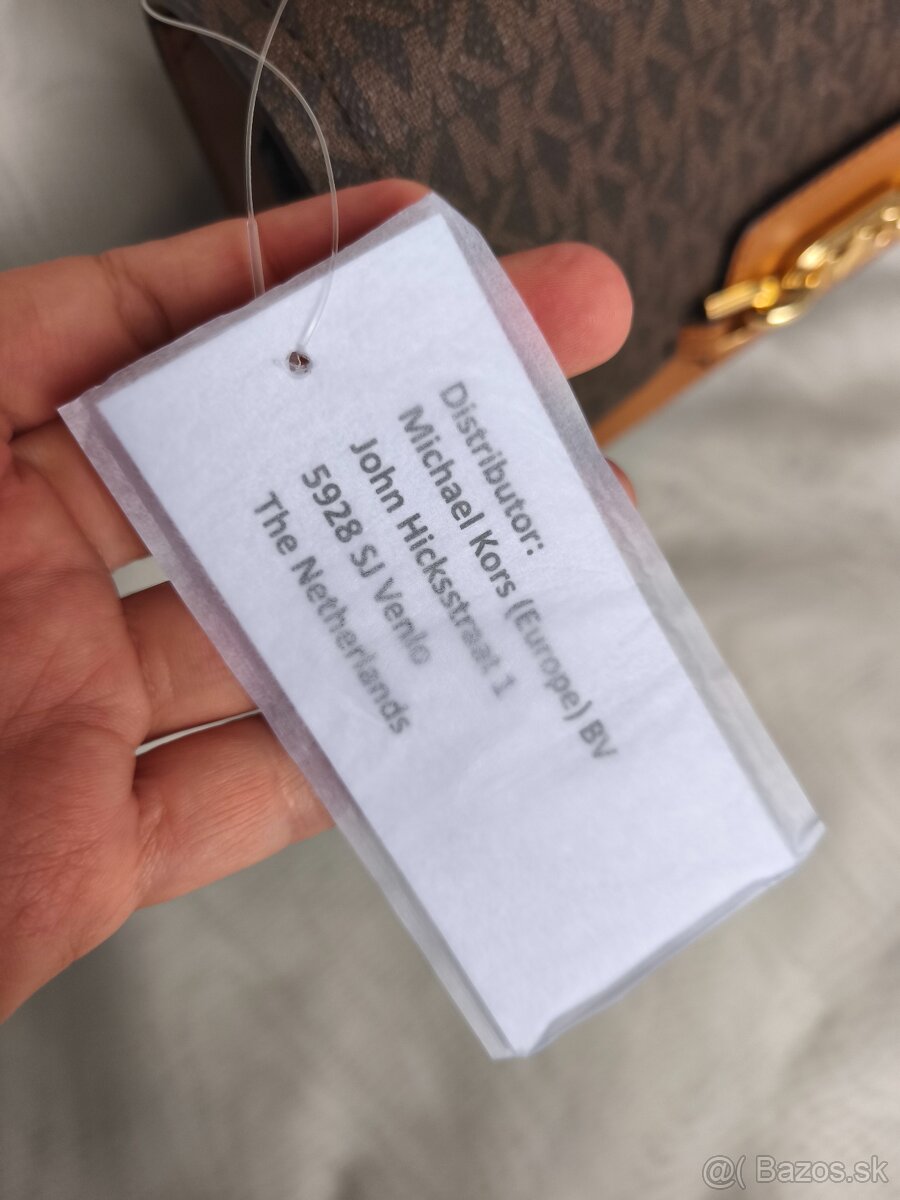 Distributor:
Michael Kors (Europe) BV
John Hicksstraat 1
5928 SJ Venlo
The Netherlands
@( Bazos.sk